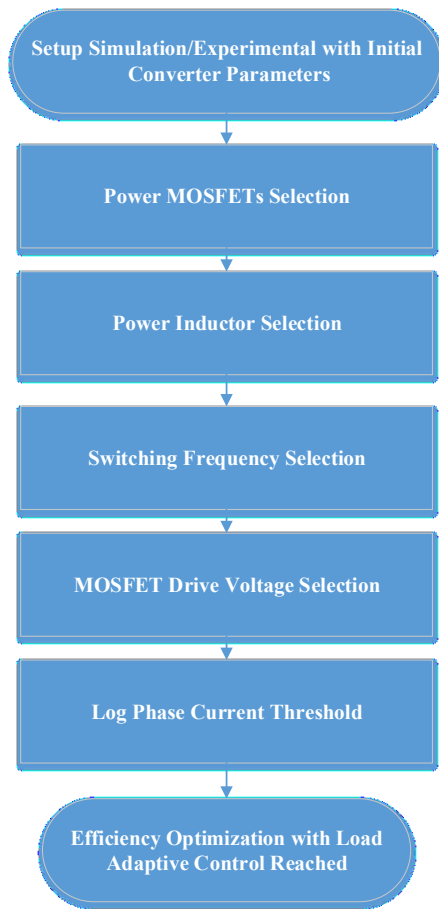 Setup Simulation/Experimental with Initial
Converter Parameters
Power MOSFETs Selection
Power Inductor Selection
Switching Frequency Selection
MOSFET Drive Voltage Selection
Log Phase Current Threshold
Efficiency Optimization with Load
Adaptive Control Reached